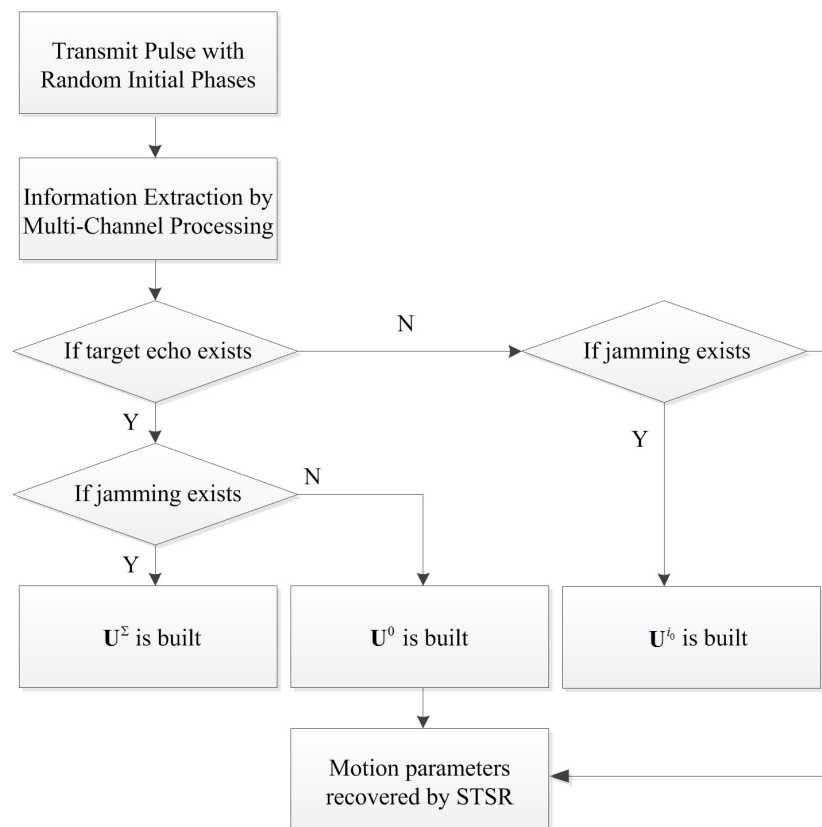 Transmit Pulse with
Random Initial Phases
Information Extraction by
Multi-Channel Processing
If target echo exists
N
If jamming exists
Y
Y
If jamming exists
N
Y
U^Σ is built
U^0 is built
U^{i_0} is built
Motion parameters
recovered by STSR